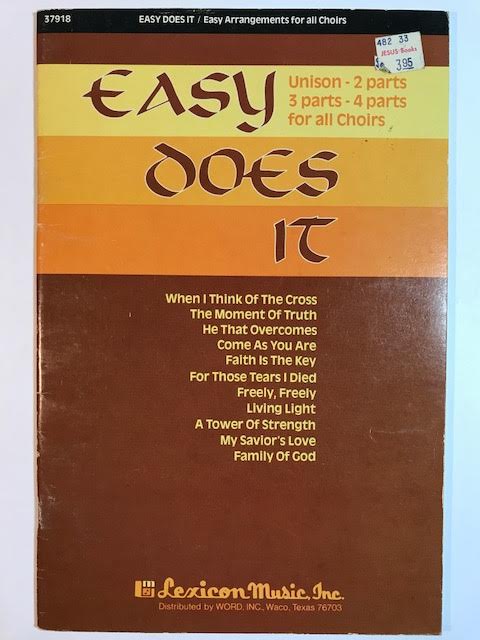 37918
EASY DOES IT / Easy Arrangements for all Choirs
482 33
JESUS-Books
3.95
EASY
Unison - 2 parts
3 parts - 4 parts
for all Choirs
DOES
IT
When I Think Of The Cross
The Moment Of Truth
He That Overcomes
Come As You Are
Faith Is The Key
For Those Tears I Died
Freely, Freely
Living Light
A Tower Of Strength
My Savior's Love
Family Of God
Lexicon Music, Inc.
Distributed by WORD, INC., Waco, Texas 76703